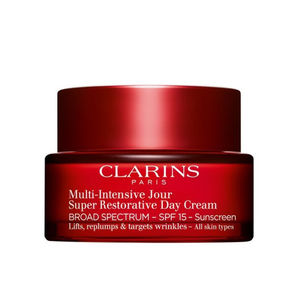 CLARINS
PARIS
Multi-Intensive Jour
Super Restorative Day Cream
BROAD SPECTRUM – SPF 15 – Sunscreen
Lifts, replumps & targets wrinkles – All skin types